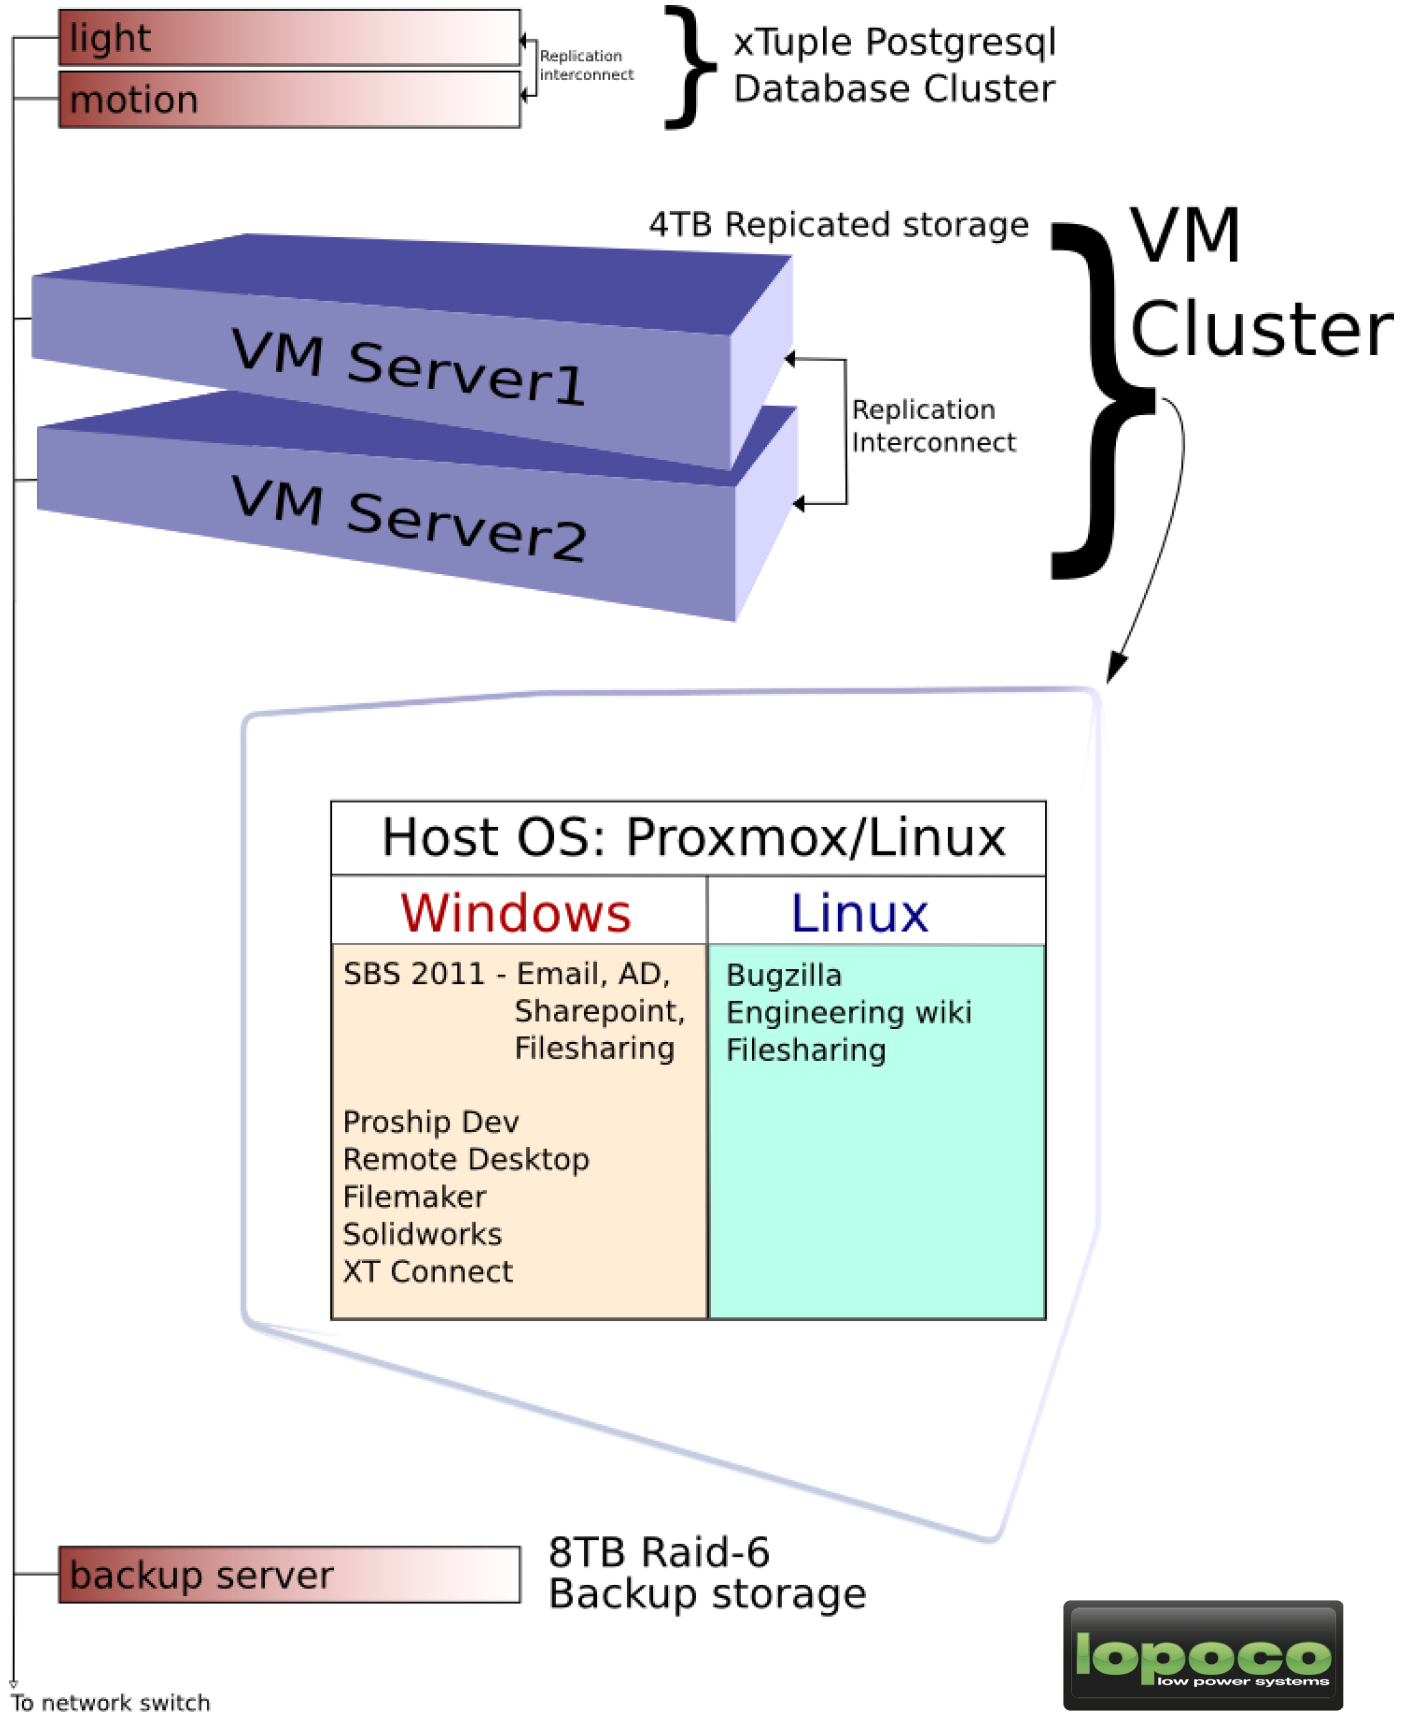 light
motion
Replication
interconnect
xTuple Postgresql
Database Cluster
4TB Repicated storage
VM
Cluster
VM Server1
VM Server2
Replication
Interconnect
Host OS: Proxmox/Linux
Windows
Linux
SBS 2011 - Email, AD,
Sharepoint,
Filesharing
Proship Dev
Remote Desktop
Filemaker
Solidworks
XT Connect
Bugzilla
Engineering wiki
Filesharing
backup server
8TB Raid-6
Backup storage
lopoco
low power systems
To network switch